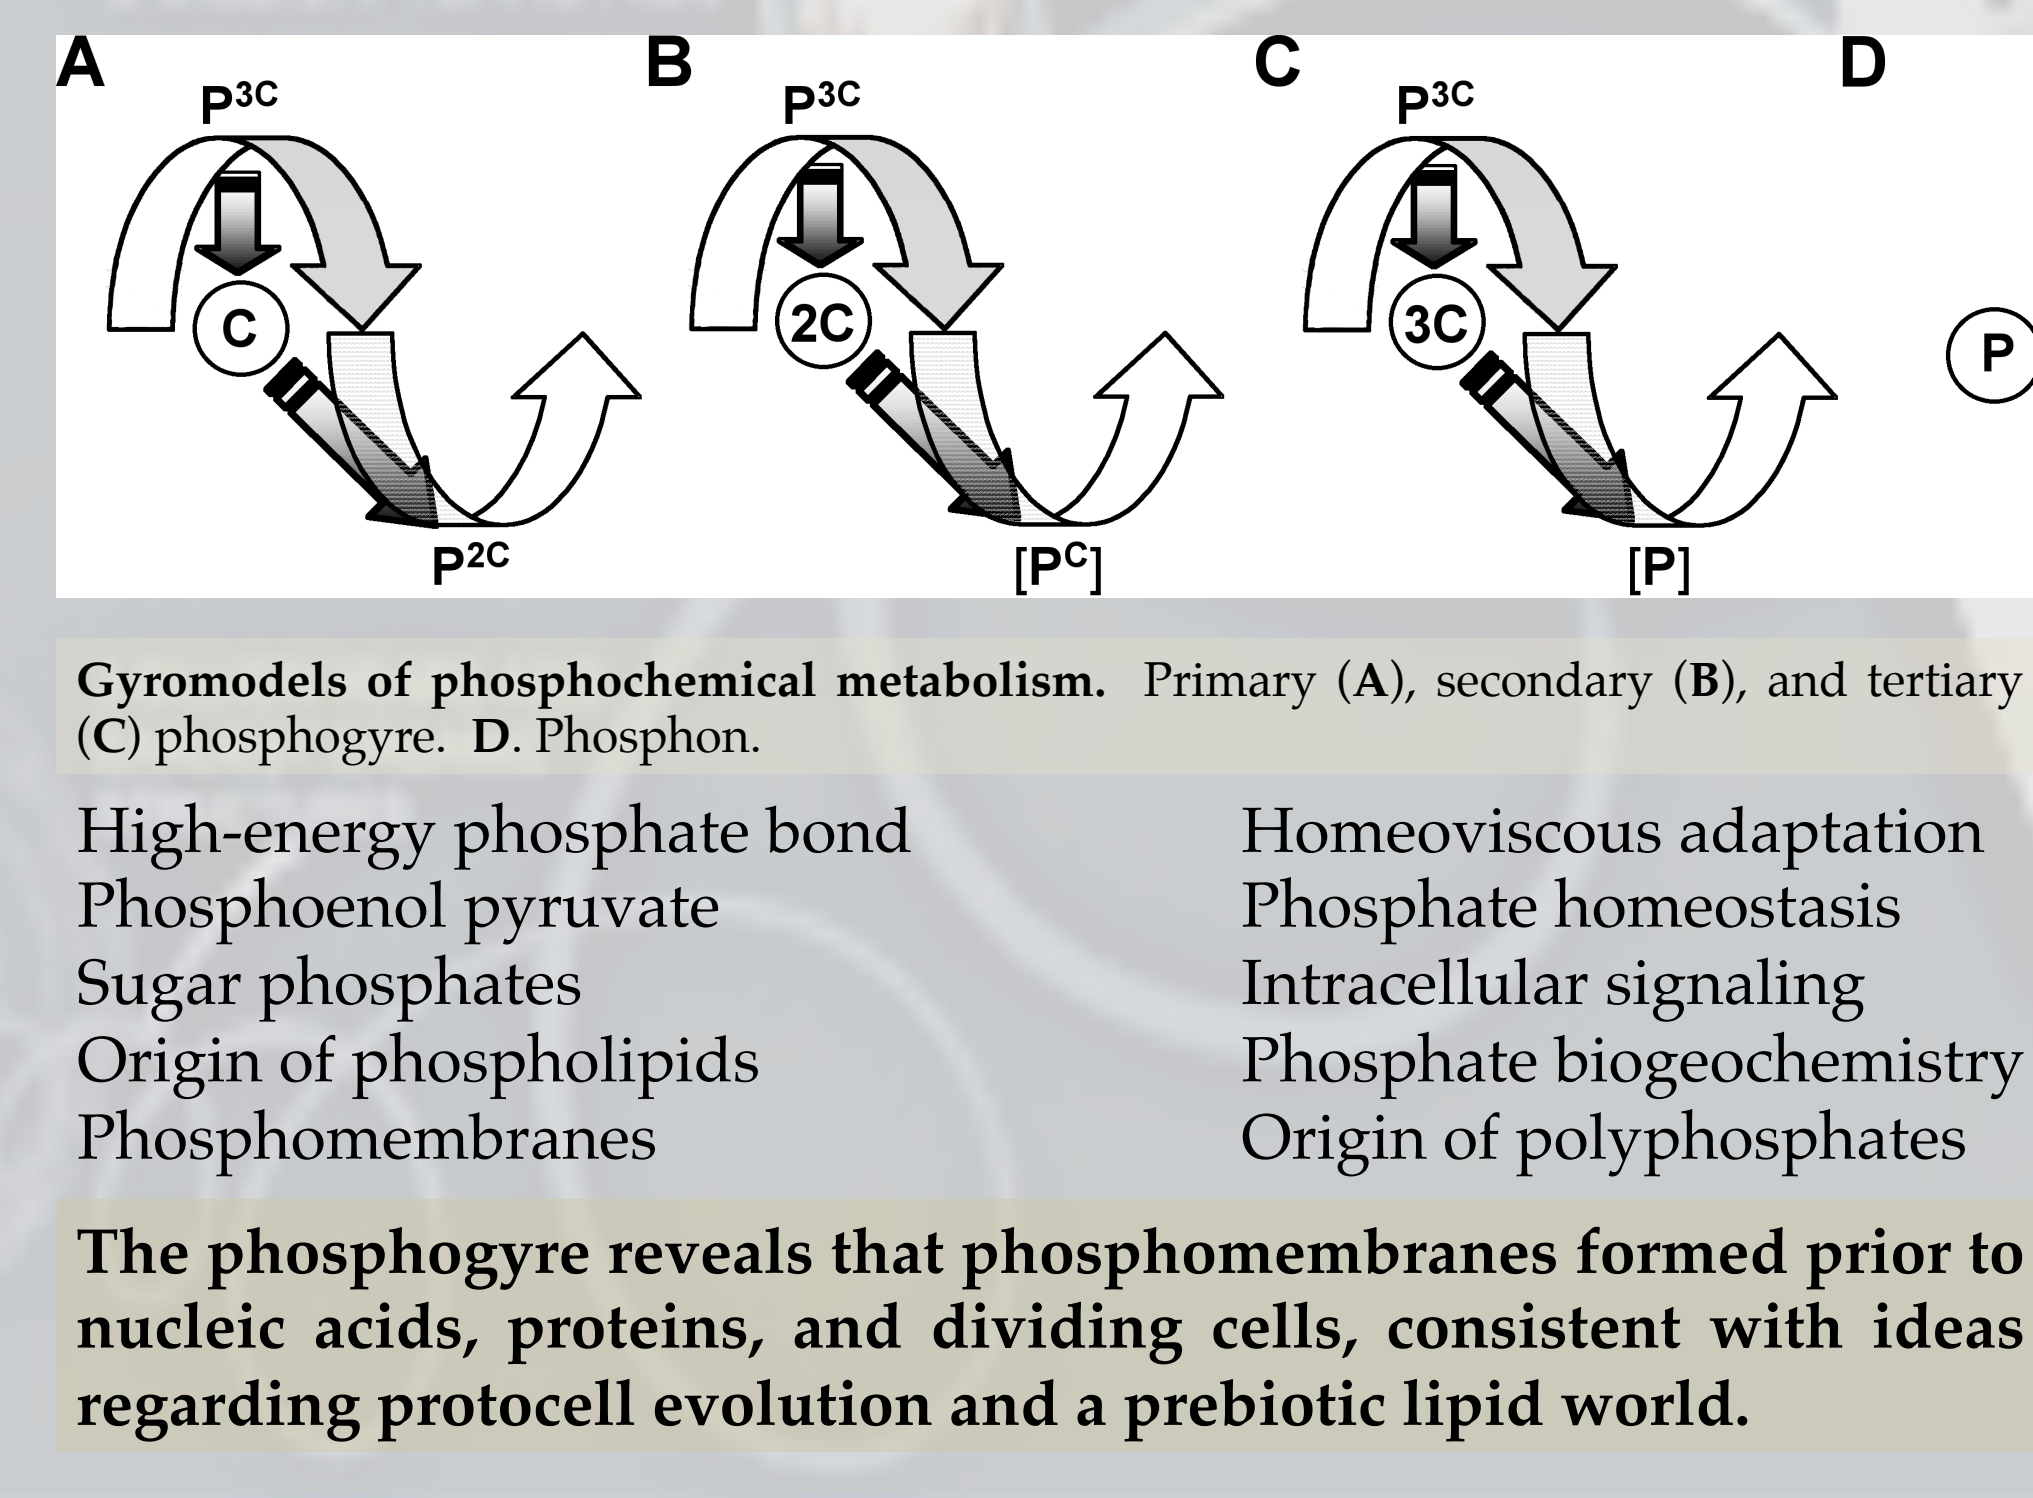 A B C D
P3C P3C P3C
C 2C 3C P
P2C [PC] [P]
Gyromodels of phosphochemical metabolism. Primary (A), secondary (B), and tertiary
(C) phosphogyre. D. Phosphon.
High-energy phosphate bond
Phosphoenol pyruvate
Sugar phosphates
Origin of phospholipids
Phosphomembranes
Homeoviscous adaptation
Phosphate homeostasis
Intracellular signaling
Phosphate biogeochemistry
Origin of polyphosphates
The phosphogyre reveals that phosphomembranes formed prior to
nucleic acids, proteins, and dividing cells, consistent with ideas
regarding protocell evolution and a prebiotic lipid world.